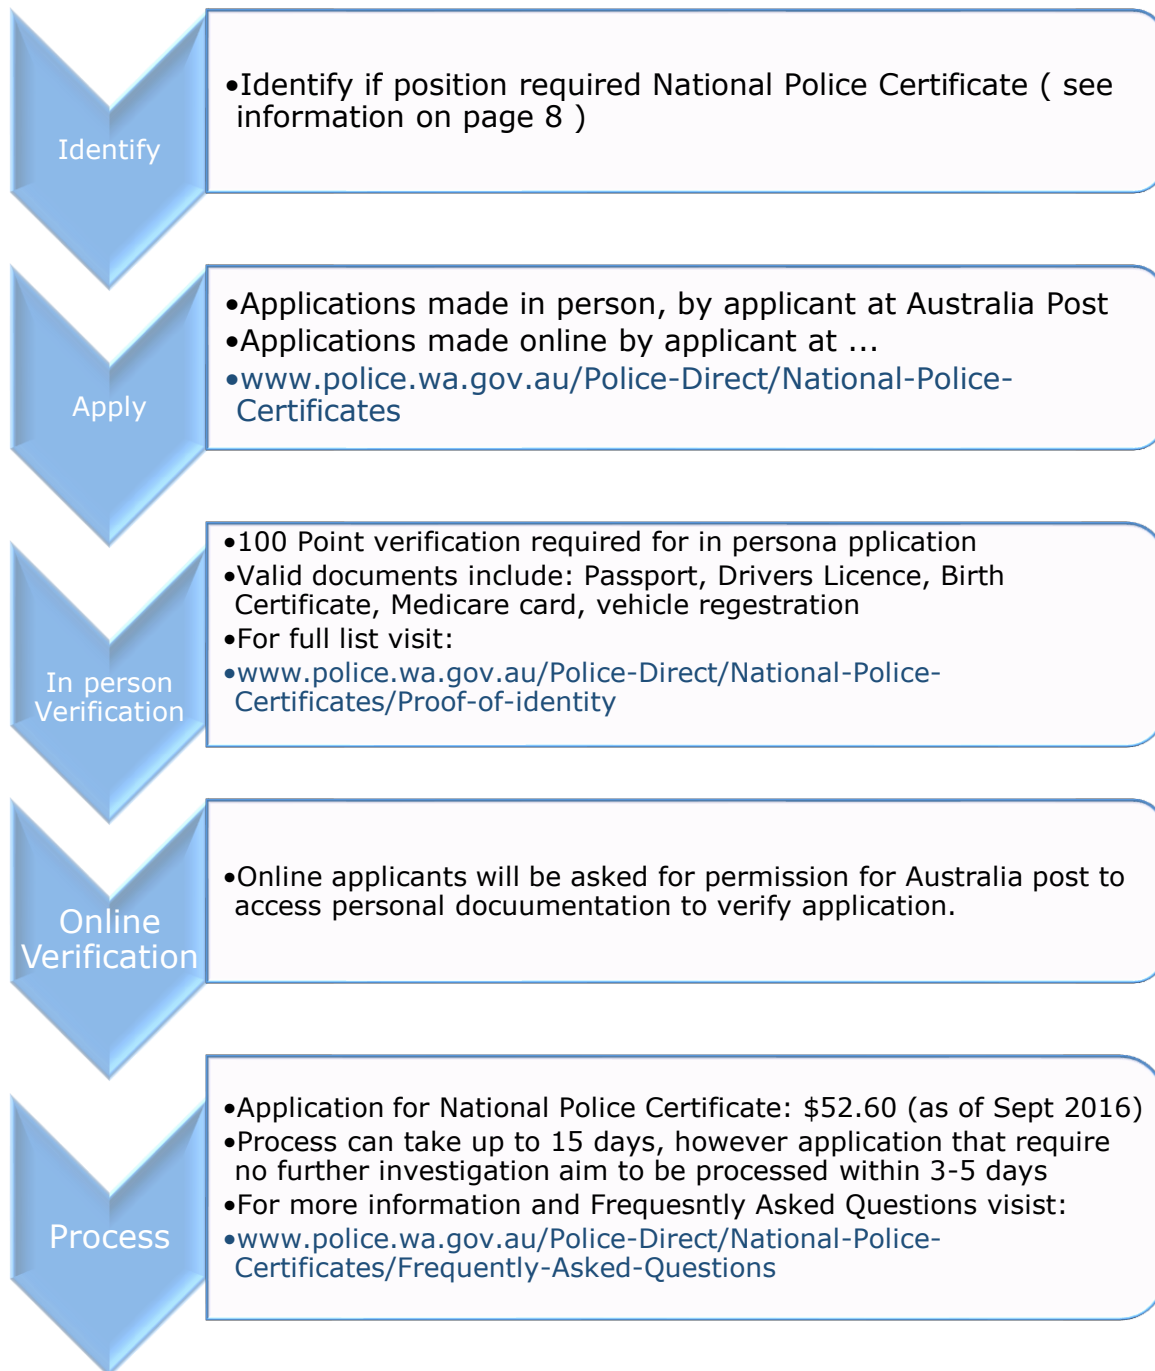 Identify
•Identify if position required National Police Certificate ( see
information on page 8 )
Apply
•Applications made in person, by applicant at Australia Post
•Applications made online by applicant at ...
•www.police.wa.gov.au/Police-Direct/National-Police-
Certificates
In person
Verification
•100 Point verification required for in persona pplication
•Valid documents include: Passport, Drivers Licence, Birth
Certificate, Medicare card, vehicle regestration
•For full list visit:
•www.police.wa.gov.au/Police-Direct/National-Police-
Certificates/Proof-of-identity
Online
Verification
•Online applicants will be asked for permission for Australia post to
access personal docuumentation to verify application.
Process
•Application for National Police Certificate: $52.60 (as of Sept 2016)
•Process can take up to 15 days, however application that require
no further investigation aim to be processed within 3-5 days
•For more information and Frequesntly Asked Questions visist:
•www.police.wa.gov.au/Police-Direct/National-Police-
Certificates/Frequently-Asked-Questions